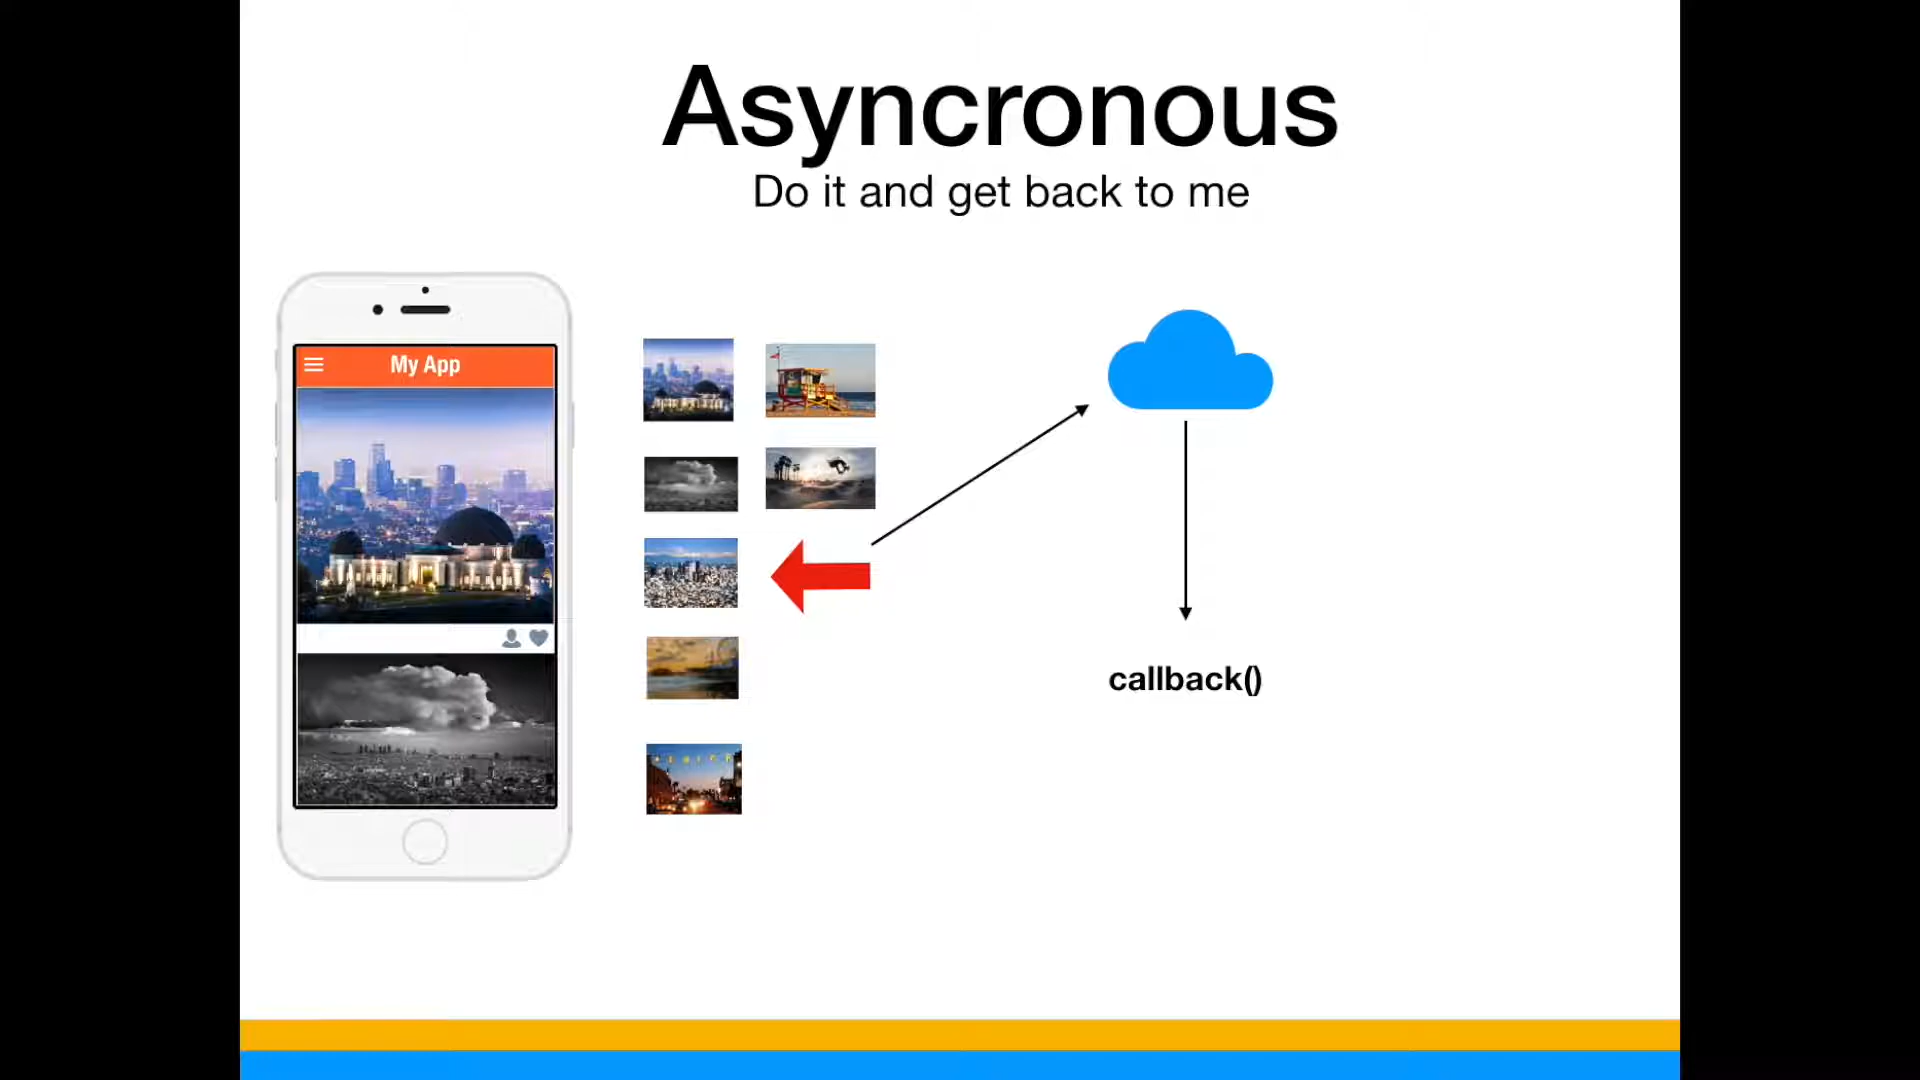 Asyncronous
Do it and get back to me
My App
callback()